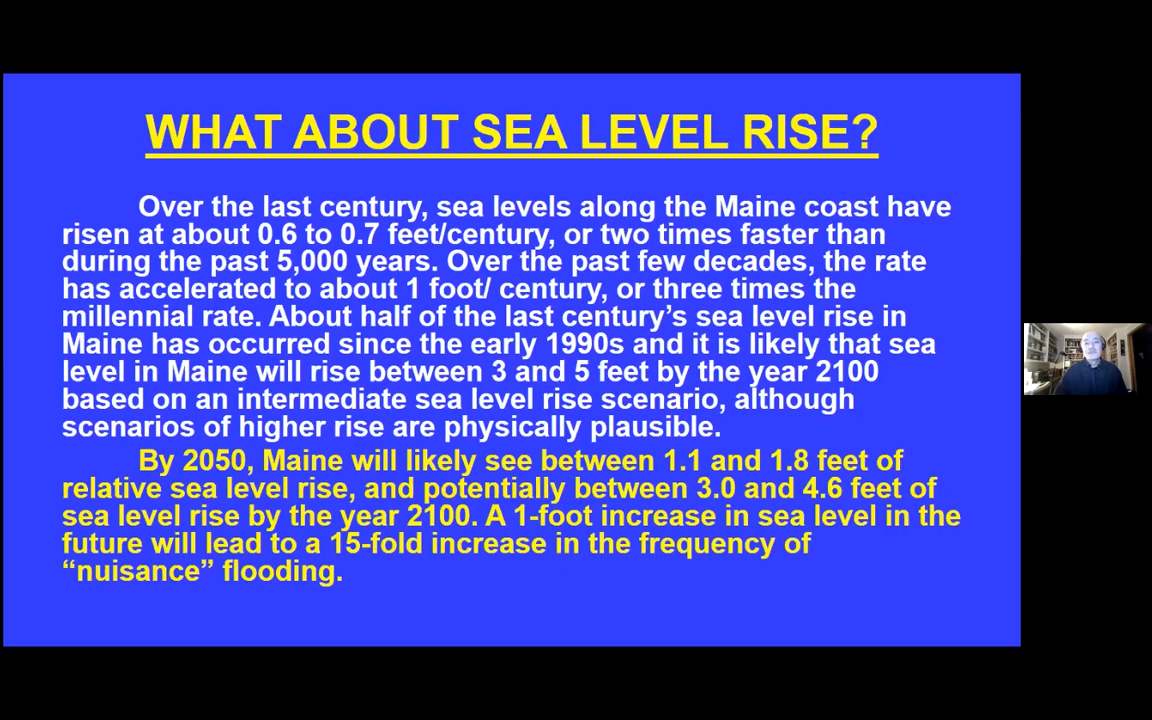 WHAT ABOUT SEA LEVEL RISE?
Over the last century, sea levels along the Maine coast have
risen at about 0.6 to 0.7 feet/century, or two times faster than
during the past 5,000 years. Over the past few decades, the rate
has accelerated to about 1 foot/ century, or three times the
millennial rate. About half of the last century’s sea level rise in
Maine has occurred since the early 1990s and it is likely that sea
level in Maine will rise between 3 and 5 feet by the year 2100
based on an intermediate sea level rise scenario, although
scenarios of higher rise are physically plausible.
By 2050, Maine will likely see between 1.1 and 1.8 feet of
relative sea level rise, and potentially between 3.0 and 4.6 feet of
sea level rise by the year 2100. A 1-foot increase in sea level in the
future will lead to a 15-fold increase in the frequency of
“nuisance” flooding.